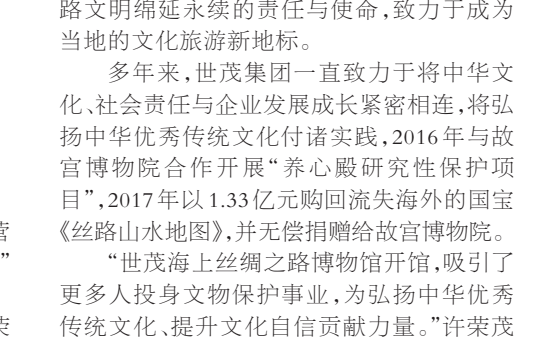 路文明绵延永续的责任与使命,致力于成为
当地的文化旅游新地标。
多年来,世茂集团一直致力于将中华文
化、社会责任与企业发展成长紧密相连,将弘
扬中华优秀传统文化付诸实践,2016年与故
宫博物院合作开展“养心殿研究性保护项
目”,2017年以1.33亿元购回流失海外的国宝
《丝路山水地图》,并无偿捐赠给故宫博物院。
“世茂海上丝绸之路博物馆开馆,吸引了
更多人投身文物保护事业,为弘扬中华优秀
传统文化、提升文化自信贡献力量。”许荣茂